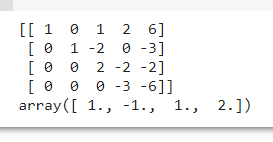 [[ 1 0 1 2 6]
[ 0 1 -2 0 -3]
[ 0 0 2 -2 -2]
[ 0 0 0 -3 -6]]
array([ 1., -1., 1., 2.])